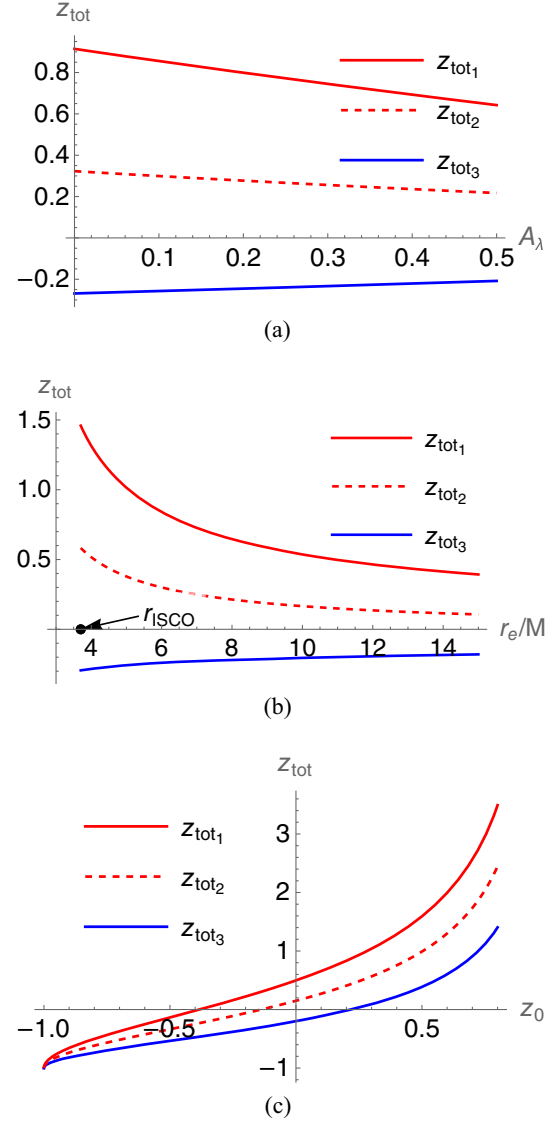 z_tot
0.8
0.6
0.4
0.2
−0.2
0.1 0.2 0.3 0.4 0.5
A_λ
z_tot₁
z_tot₂
z_tot₃
(a)
z_tot
1.5
1.0
0.5
r_ISCO
4 6 8 10 12 14
r_e/M
z_tot₁
z_tot₂
z_tot₃
(b)
z_tot
z_tot₁
z_tot₂
z_tot₃
3
2
1
−1
−1.0 −0.5 0.5
z₀
(c)